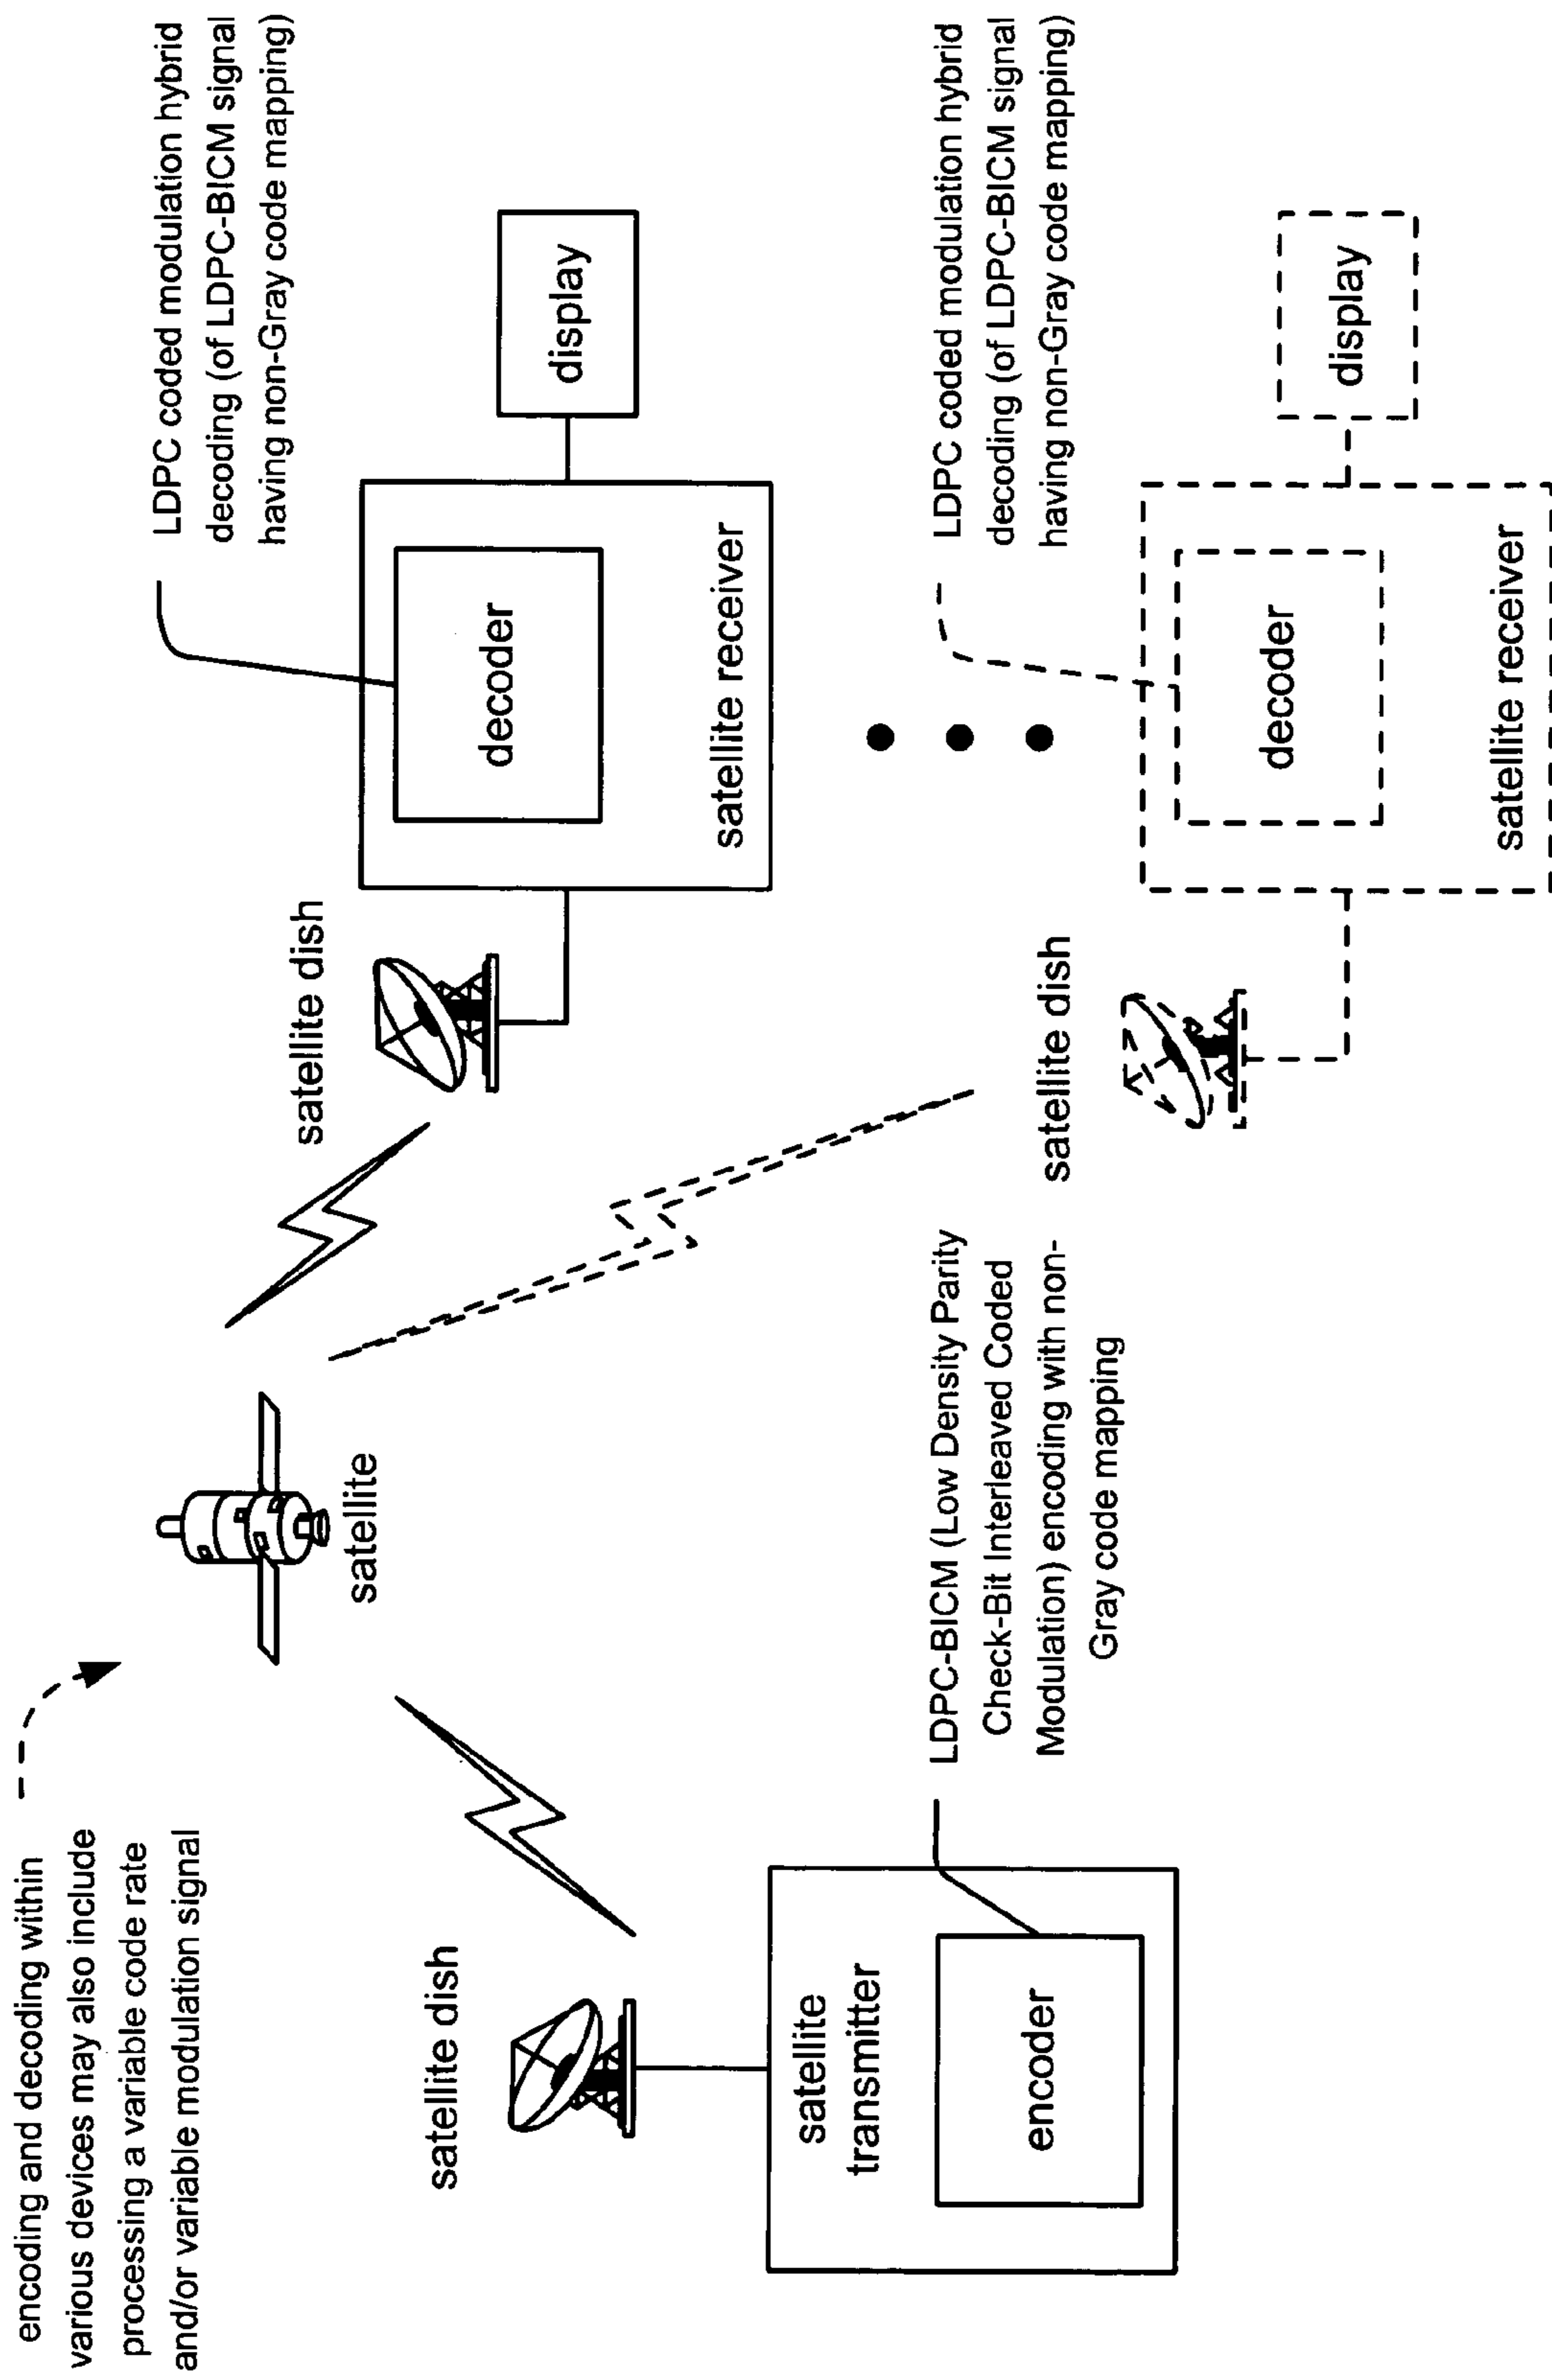 encoding and decoding within
various devices may also include
processing a variable code rate
and/or variable modulation signal
satellite
satellite dish
satellite
transmitter
encoder
LDPC-BICM (Low Density Parity
Check-Bit Interleaved Coded
Modulation) encoding with non-
Gray code mapping
satellite dish
LDPC coded modulation hybrid
decoding (of LDPC-BICM signal
having non-Gray code mapping)
decoder
satellite receiver
display
satellite dish
LDPC coded modulation hybrid
decoding (of LDPC-BICM signal
having non-Gray code mapping)
decoder
satellite receiver
display